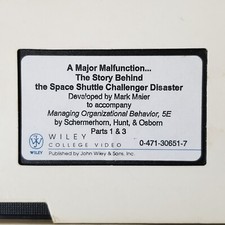 A Major Malfunction...
The Story Behind
the Space Shuttle Challenger Disaster
Developed by Mark Maier
to accompany
Managing Organizational Behavior, 5E
by Schermerhorn, Hunt, & Osborn
Parts 1 & 3
WILEY
COLLEGE VIDEO
0-471-30651-7
WILEY
Published by John Wiley & Sons, Inc